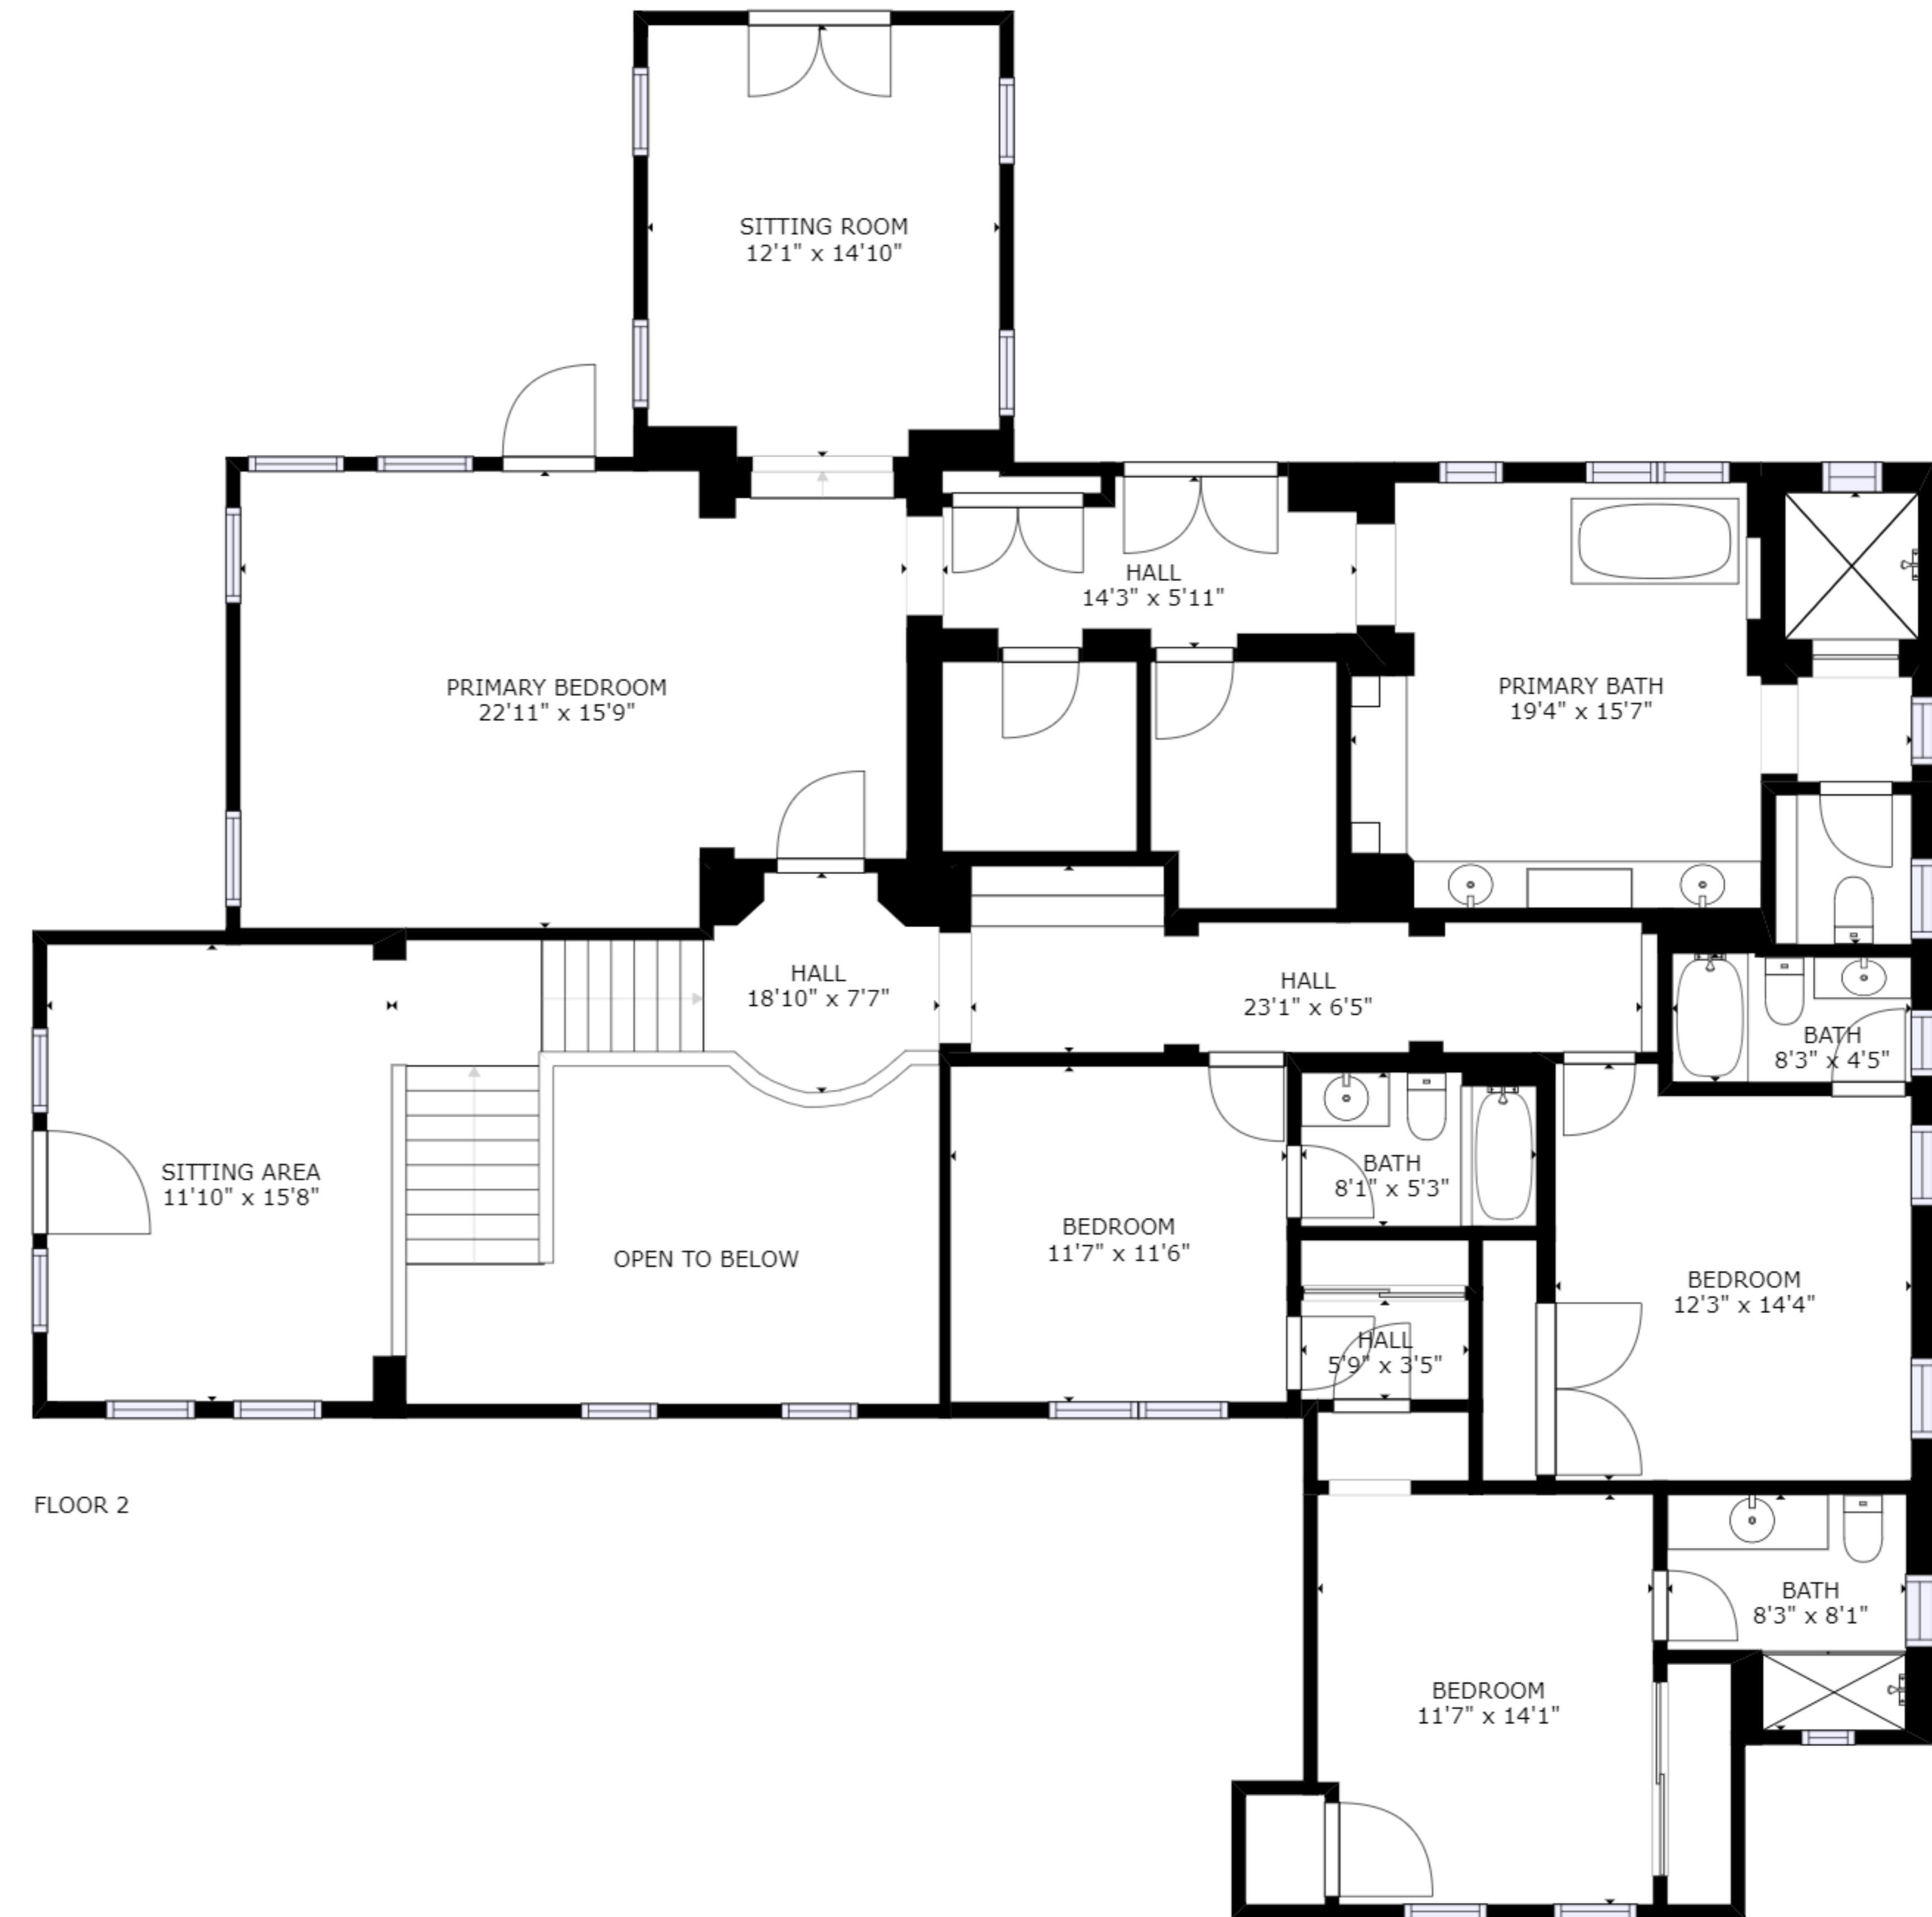 SITTING ROOM
12'1" x 14'10"
HALL
14'3" x 5'11"
PRIMARY BEDROOM
22'11" x 15'9"
PRIMARY BATH
19'4" x 15'7"
HALL
18'10" x 7'7"
HALL
23'1" x 6'5"
BATH
8'3" x 4'5"
SITTING AREA
11'10" x 15'8"
BATH
8'1" x 5'3"
BEDROOM
11'7" x 11'6"
OPEN TO BELOW
BEDROOM
12'3" x 14'4"
HALL
5'9" x 3'5"
FLOOR 2
BATH
8'3" x 8'1"
BEDROOM
11'7" x 14'1"